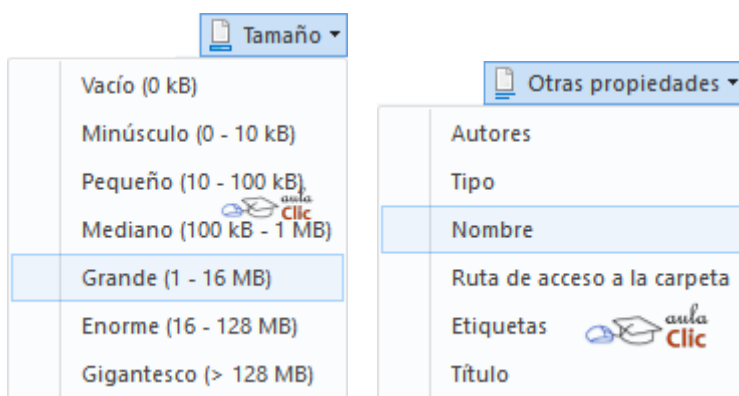 Tamaño
Vacío (0 kB)
Minúsculo (0 - 10 kB)
Pequeño (10 - 100 kB)
aula
Clic
Mediano (100 kB - 1 MB)
Grande (1 - 16 MB)
Enorme (16 - 128 MB)
Gigantesco (> 128 MB)
Otras propiedades
Autores
Tipo
Nombre
Ruta de acceso a la carpeta
Etiquetas
aula
Clic
Título